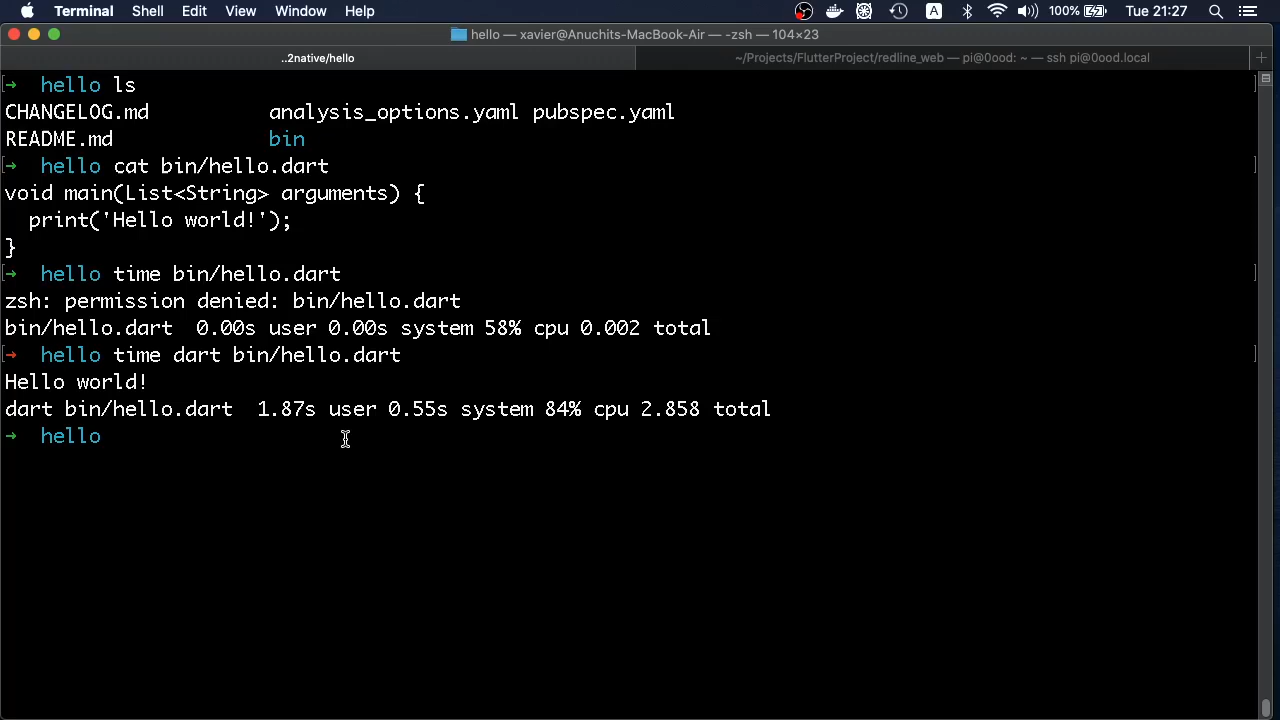 Terminal Shell Edit View Window Help A 100% Tue 21:27
hello — xavier@Anuchits-MacBook-Air — -zsh — 104×23
..2native/hello ~/Projects/FlutterProject/redline_web — pi@0ood: ~ — ssh pi@0ood.local +
[→ hello ls ]
CHANGELOG.md analysis_options.yaml pubspec.yaml
README.md bin
[→ hello cat bin/hello.dart ]
void main(List<String> arguments) {
  print('Hello world!');
}
[→ hello time bin/hello.dart ]
zsh: permission denied: bin/hello.dart
bin/hello.dart 0.00s user 0.00s system 58% cpu 0.002 total
[→ hello time dart bin/hello.dart ]
Hello world!
dart bin/hello.dart 1.87s user 0.55s system 84% cpu 2.858 total
→ hello